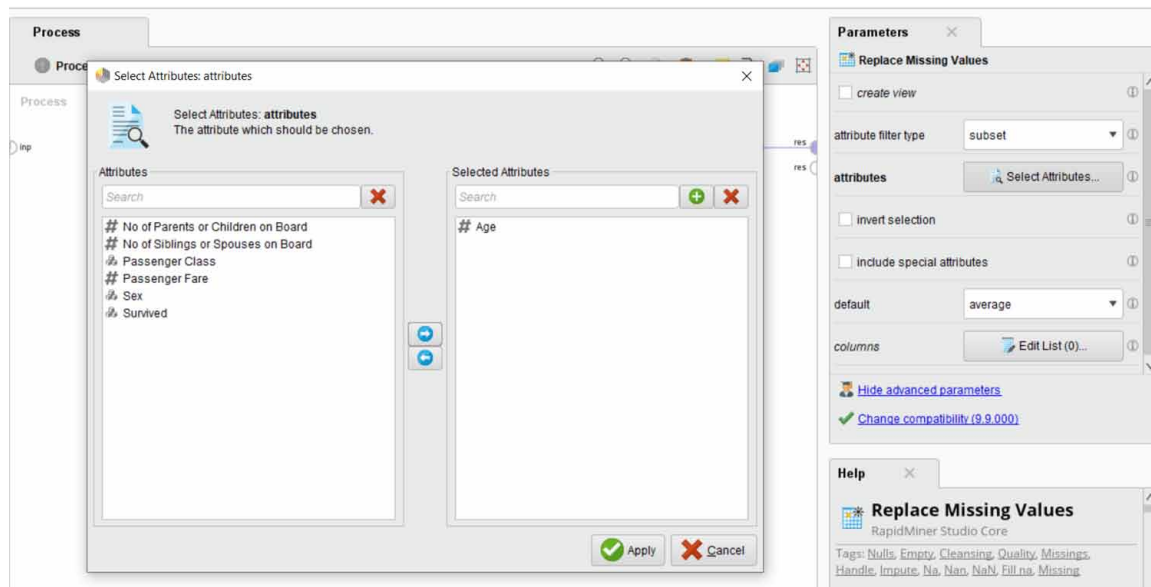 Process
Proce
Process
inp
res
res
Select Attributes: attributes
Select Attributes: attributes
The attribute which should be chosen.
Attributes
Search
No of Parents or Children on Board
No of Siblings or Spouses on Board
Passenger Class
Passenger Fare
Sex
Survived
Selected Attributes
Search
Age
Apply
Cancel
Parameters
Replace Missing Values
create view
attribute filter type
subset
attributes
Select Attributes...
invert selection
include special attributes
default
average
columns
Edit List (0)...
Hide advanced parameters
Change compatibility (9.9.000)
Help
Replace Missing Values
RapidMiner Studio Core
Tags: Nulls, Empty, Cleansing, Quality, Missings,
Handle, Impute, Na, Nan, NaN, Fill na, Missing